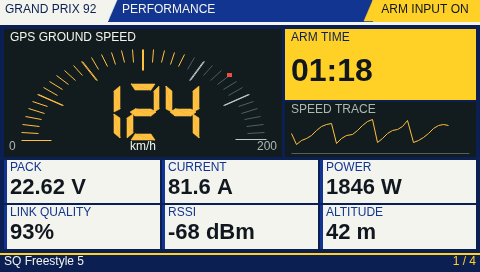 GRAND PRIX 92 PERFORMANCE ARM INPUT ON
GPS GROUND SPEED
124
km/h
0 200
ARM TIME
01:18
SPEED TRACE
PACK CURRENT POWER
22.62 V 81.6 A 1846 W
LINK QUALITY RSSI ALTITUDE
93% -68 dBm 42 m
SQ Freestyle 5 1 / 4